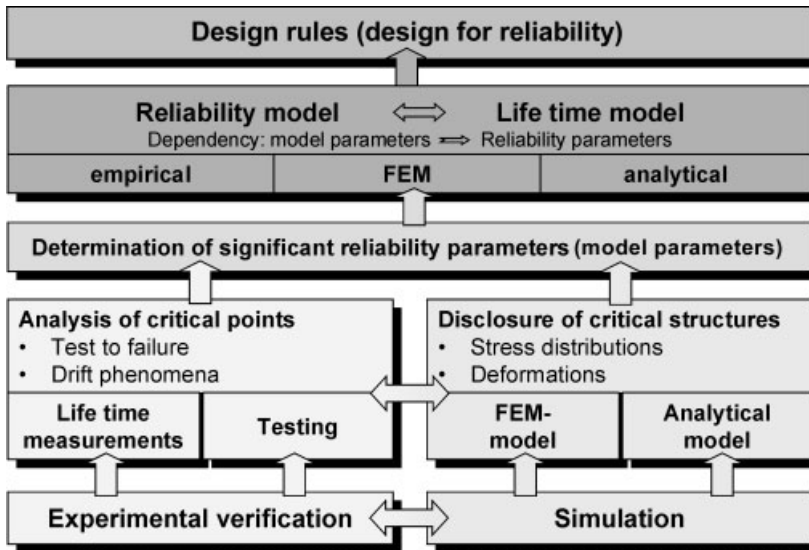 Design rules (design for reliability)
Reliability model
Life time model
Dependency: model parameters ⇒ Reliability parameters
empirical
FEM
analytical
Determination of significant reliability parameters (model parameters)
Analysis of critical points
• Test to failure
• Drift phenomena
Disclosure of critical structures
• Stress distributions
• Deformations
Life time
measurements
Testing
FEM-
model
Analytical
model
Experimental verification
Simulation